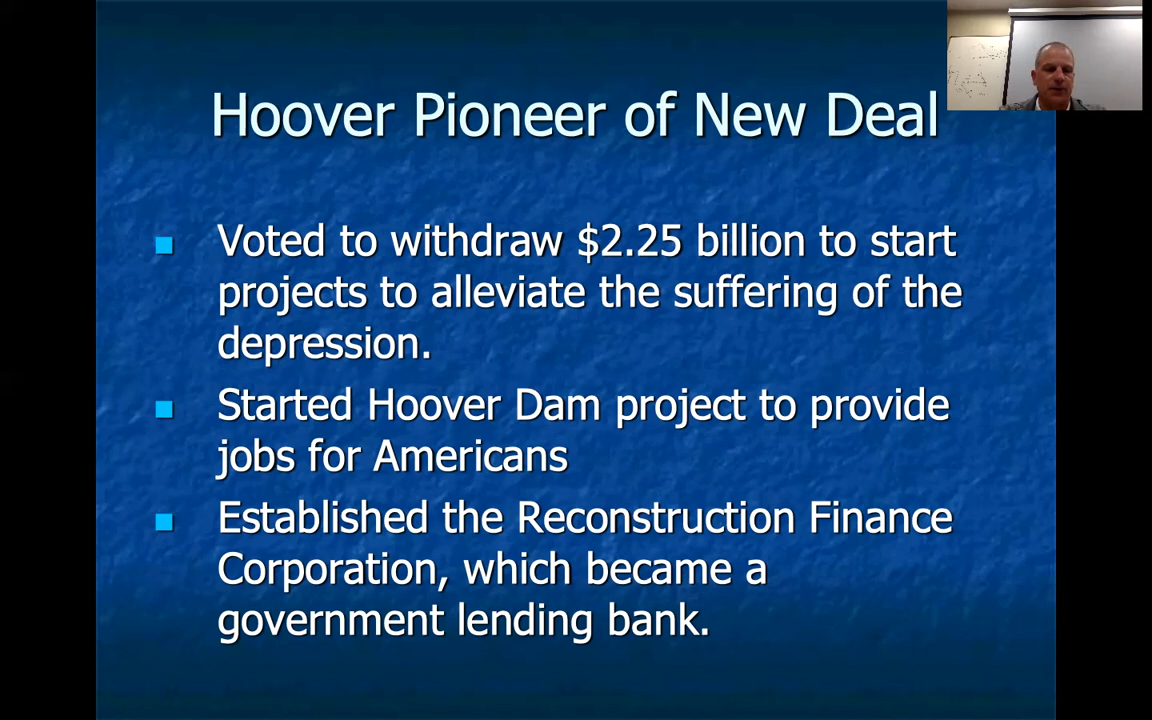 Hoover Pioneer of New Deal
Voted to withdraw $2.25 billion to start
projects to alleviate the suffering of the
depression.
Started Hoover Dam project to provide
jobs for Americans
Established the Reconstruction Finance
Corporation, which became a
government lending bank.